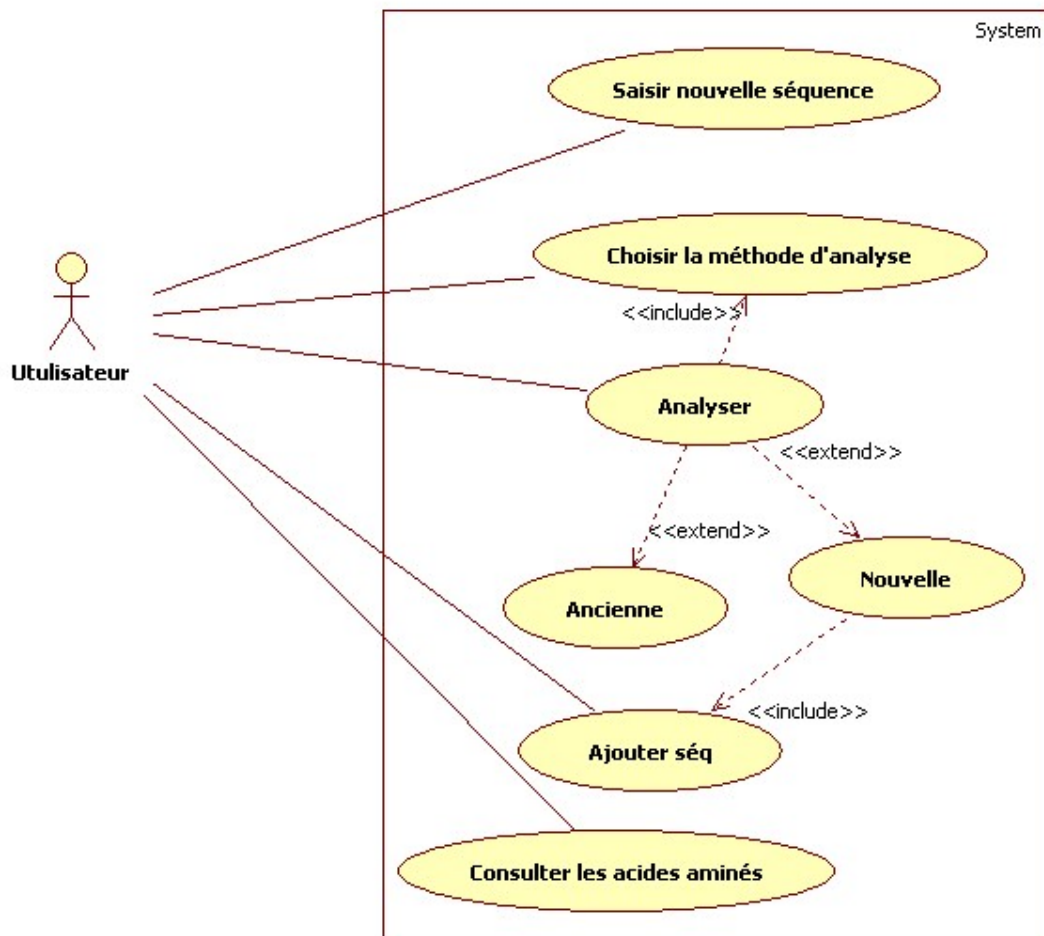 System
Saisir nouvelle séquence
Choisir la méthode d'analyse
<<include>>
Utulisateur
Analyser
<<extend>>
<<extend>>
Nouvelle
Ancienne
<<include>>
Ajouter séq
Consulter les acides aminés